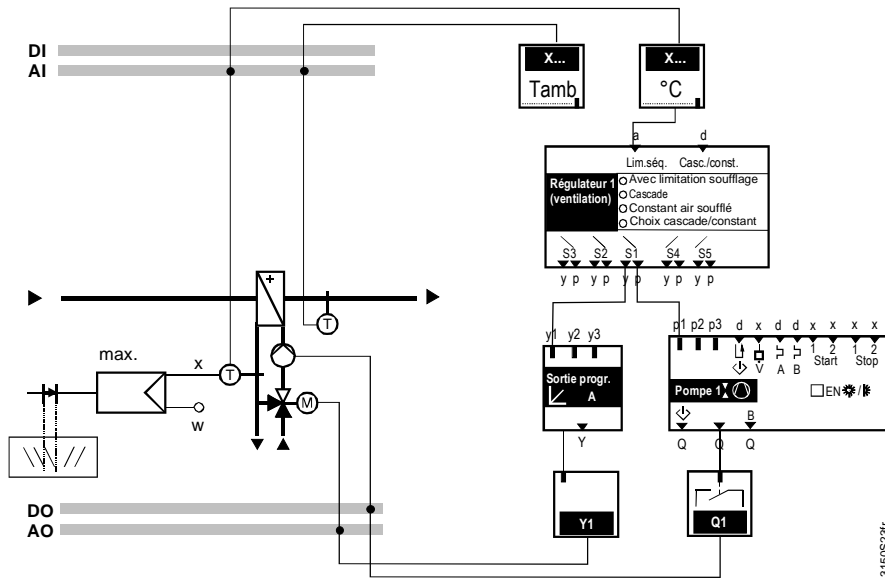 DI
AI
X...
Tamb
X...
°C
a d
Lim.séq. Casc./const.
Régulateur 1
(ventilation)
Avec limitation soufflage
Cascade
Constant air soufflé
Choix cascade/constant
S3 S2 S1 S4 S5
y p y p y p y p y p
+
T
max.
x
T
w
M
y1 y2 y3
Sortie progr.
A
Y
p1 p2 p3 d x d d x x x x
V A B 1 2 1 2
Start Stop
Pompe 1
EN
B
Q Q Q
Y1
Q1
DO
AO
3150S22fr